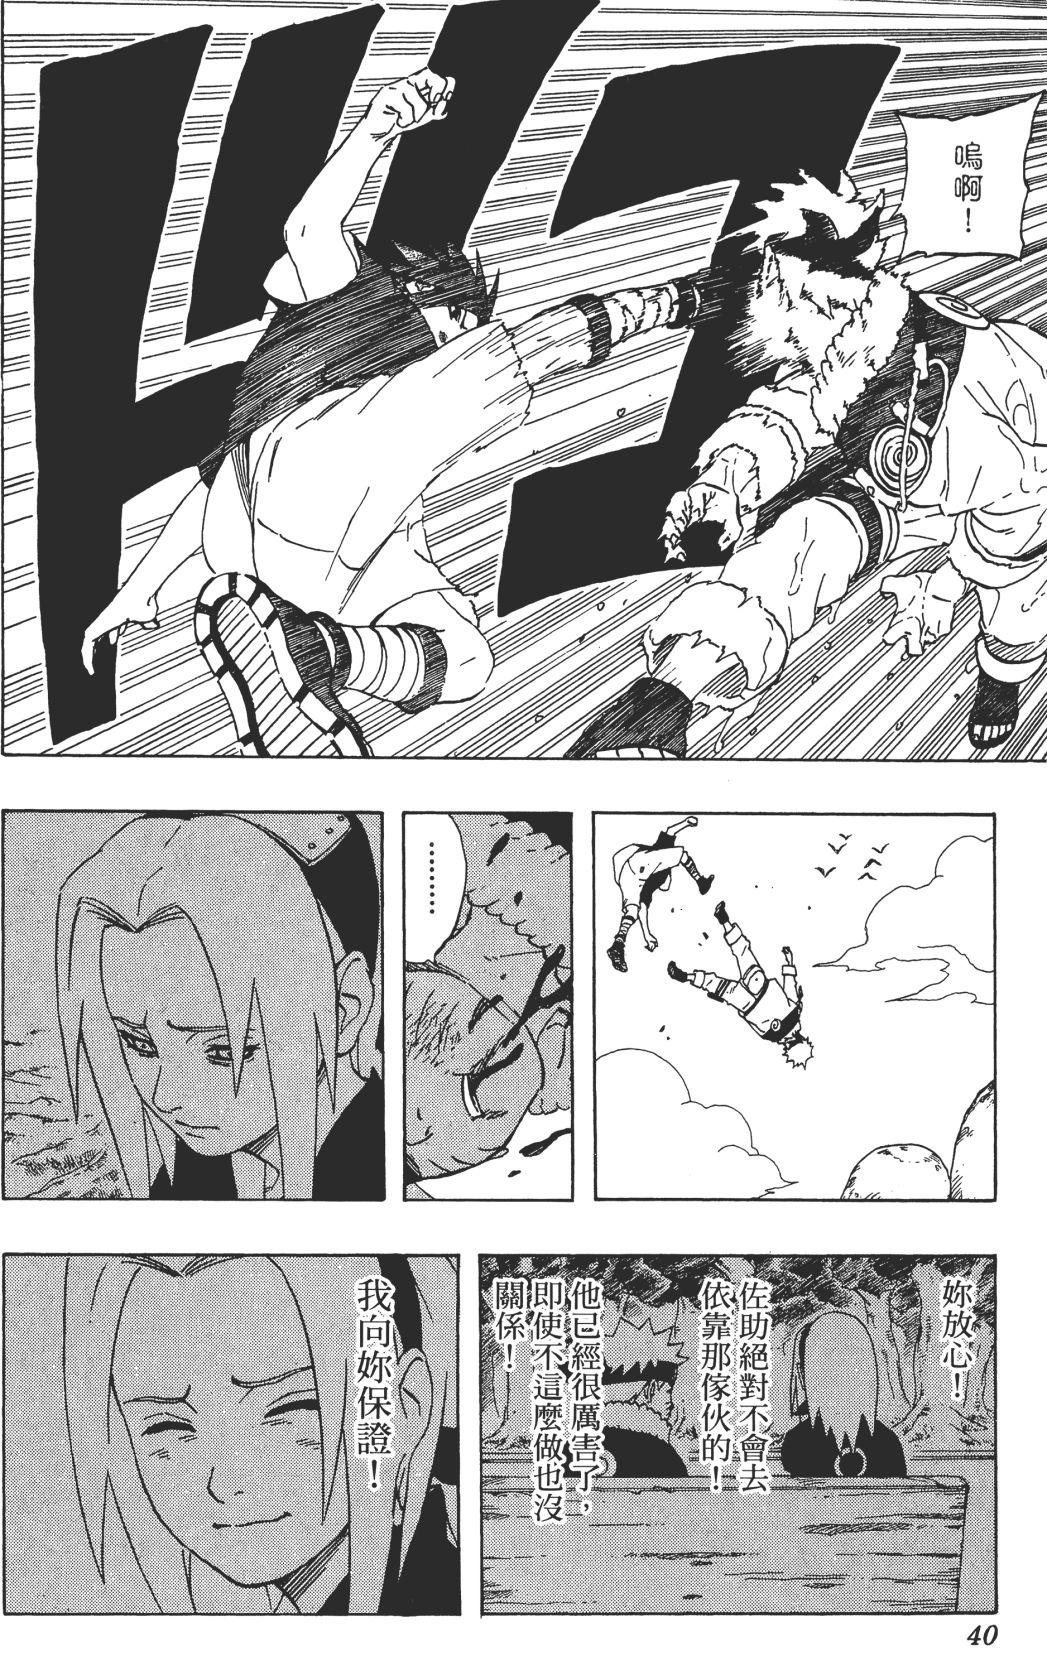 嗚啊！
………
妳放心！
佐助絕對不會去
依靠那傢伙的！
他已經很厲害了，
即使不這麼做也沒
關係！
我向妳保證！
40